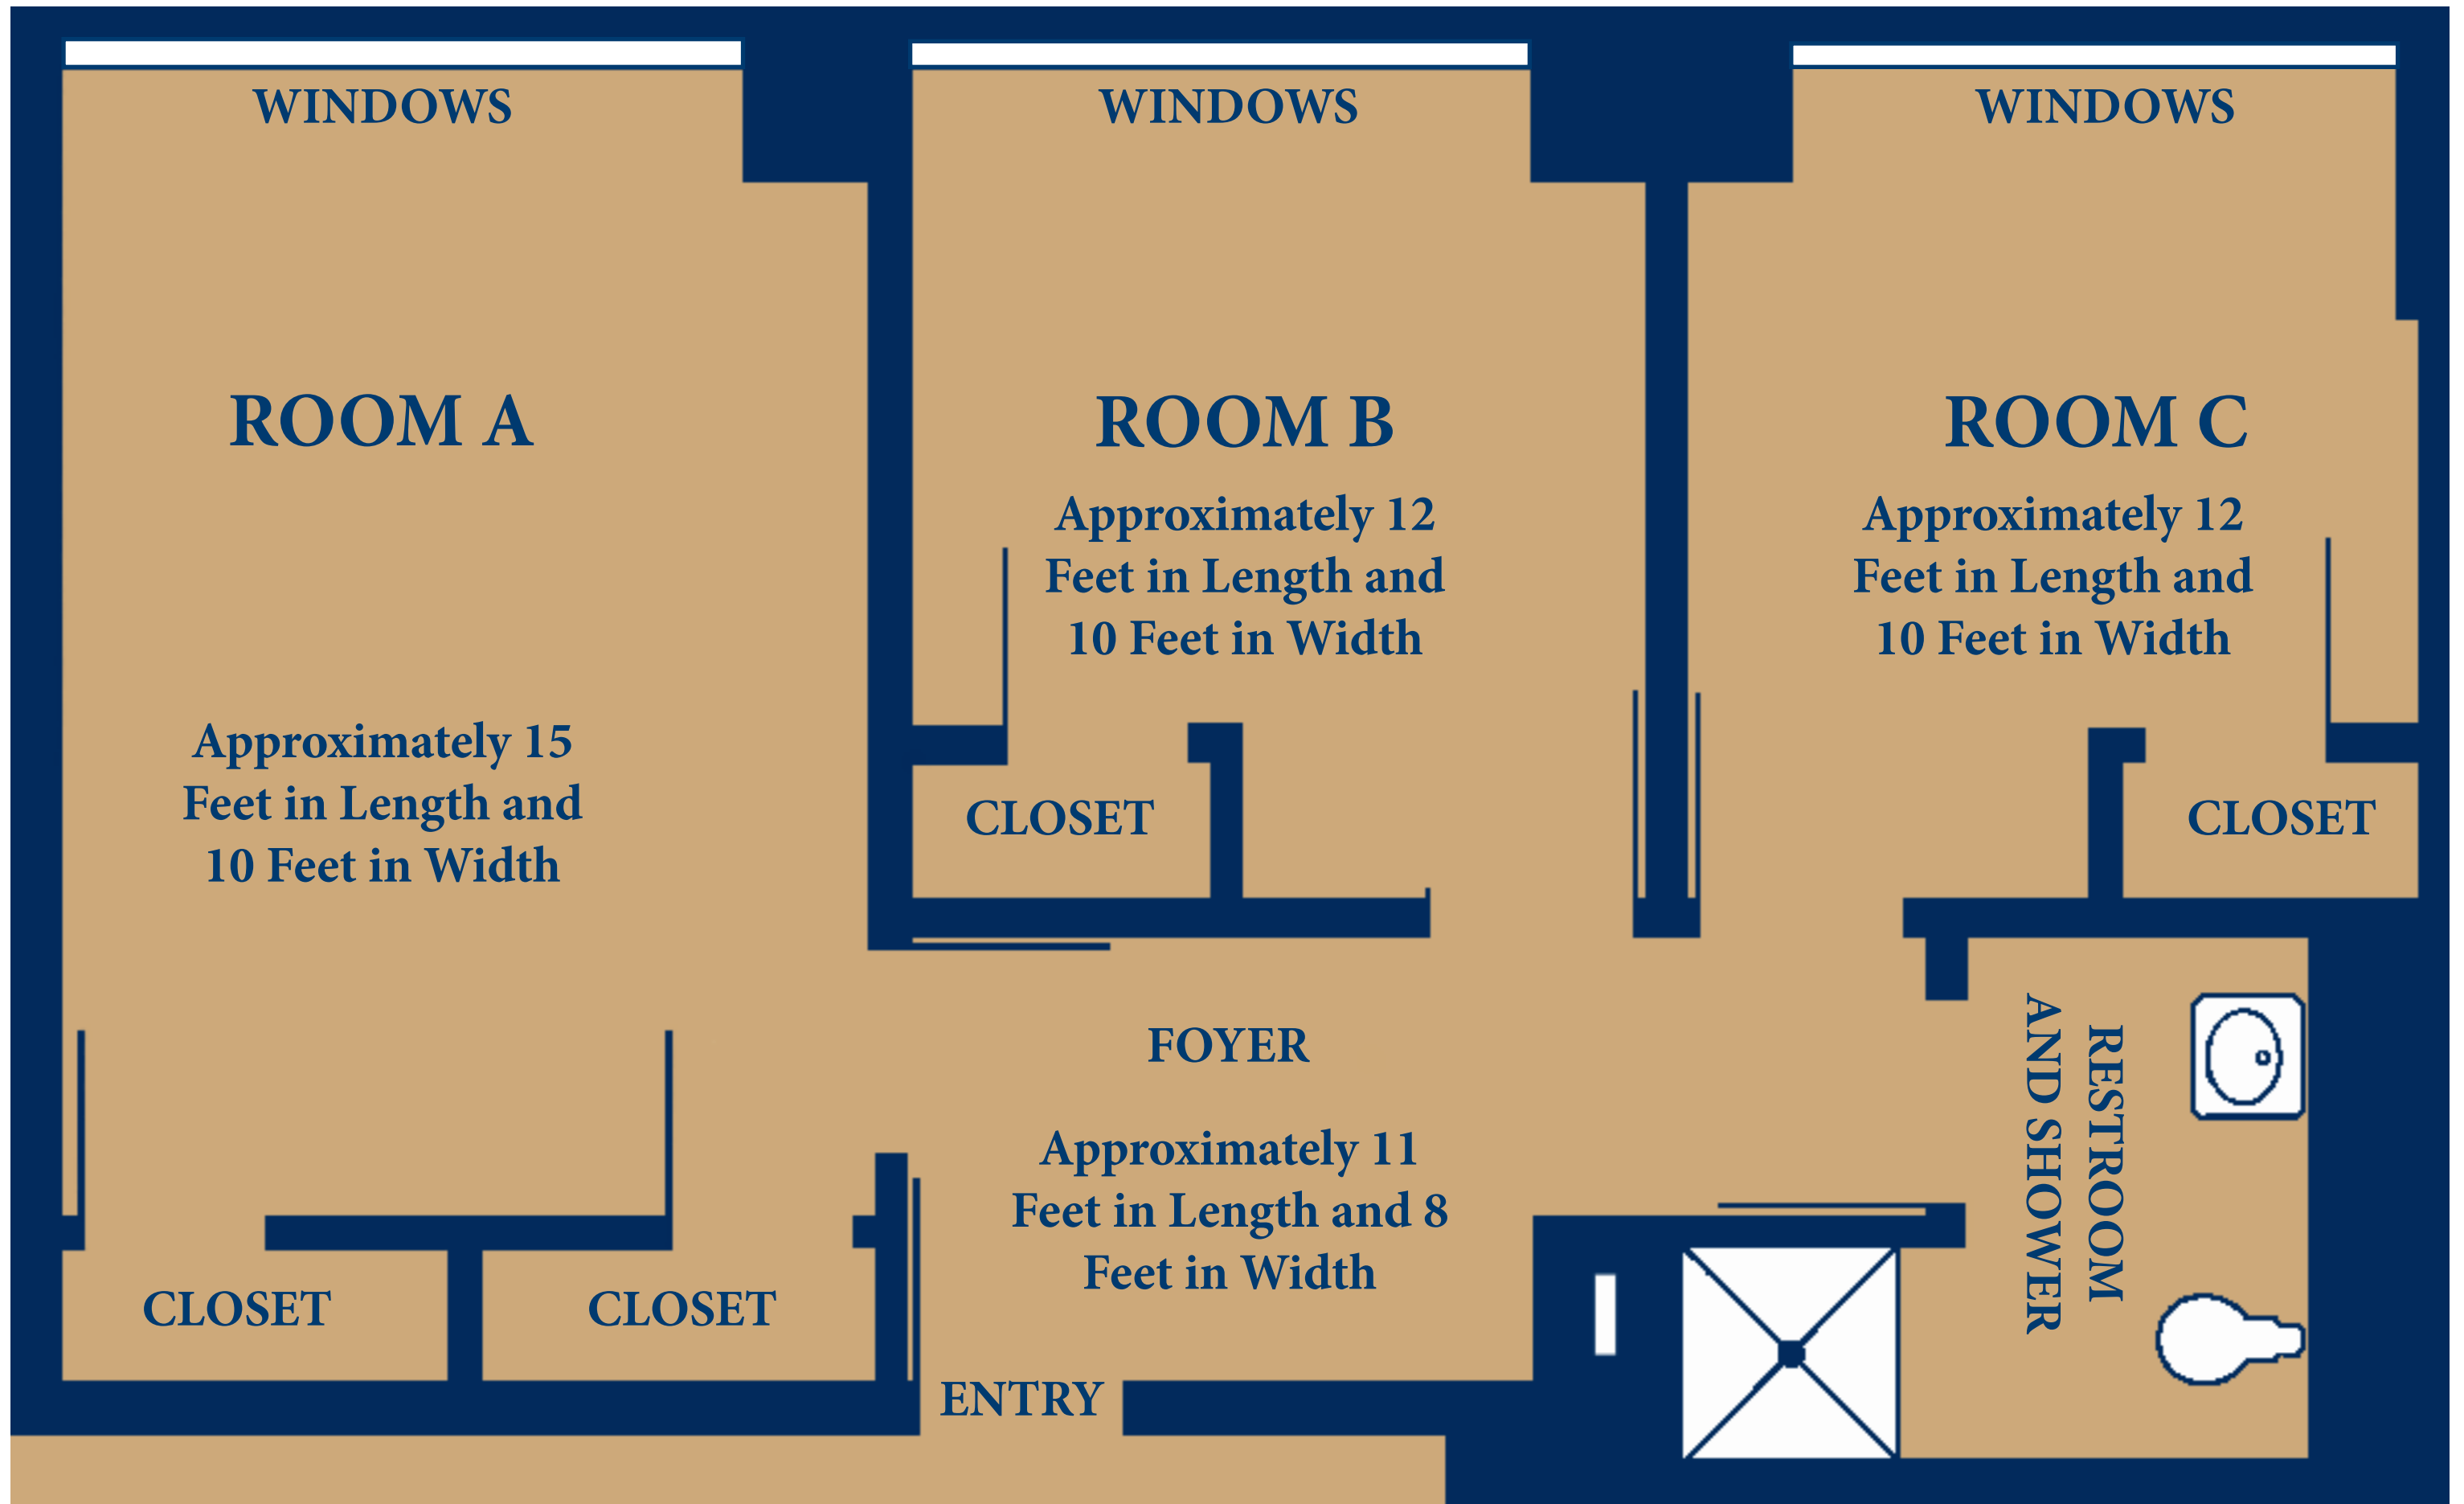 WINDOWS
WINDOWS
WINDOWS
ROOM A
Approximately 15
Feet in Length and
10 Feet in Width
ROOM B
Approximately 12
Feet in Length and
10 Feet in Width
ROOM C
Approximately 12
Feet in Length and
10 Feet in Width
CLOSET
CLOSET
FOYER
Approximately 11
Feet in Length and 8
Feet in Width
RESTROOM
AND SHOWER
CLOSET
CLOSET
ENTRY